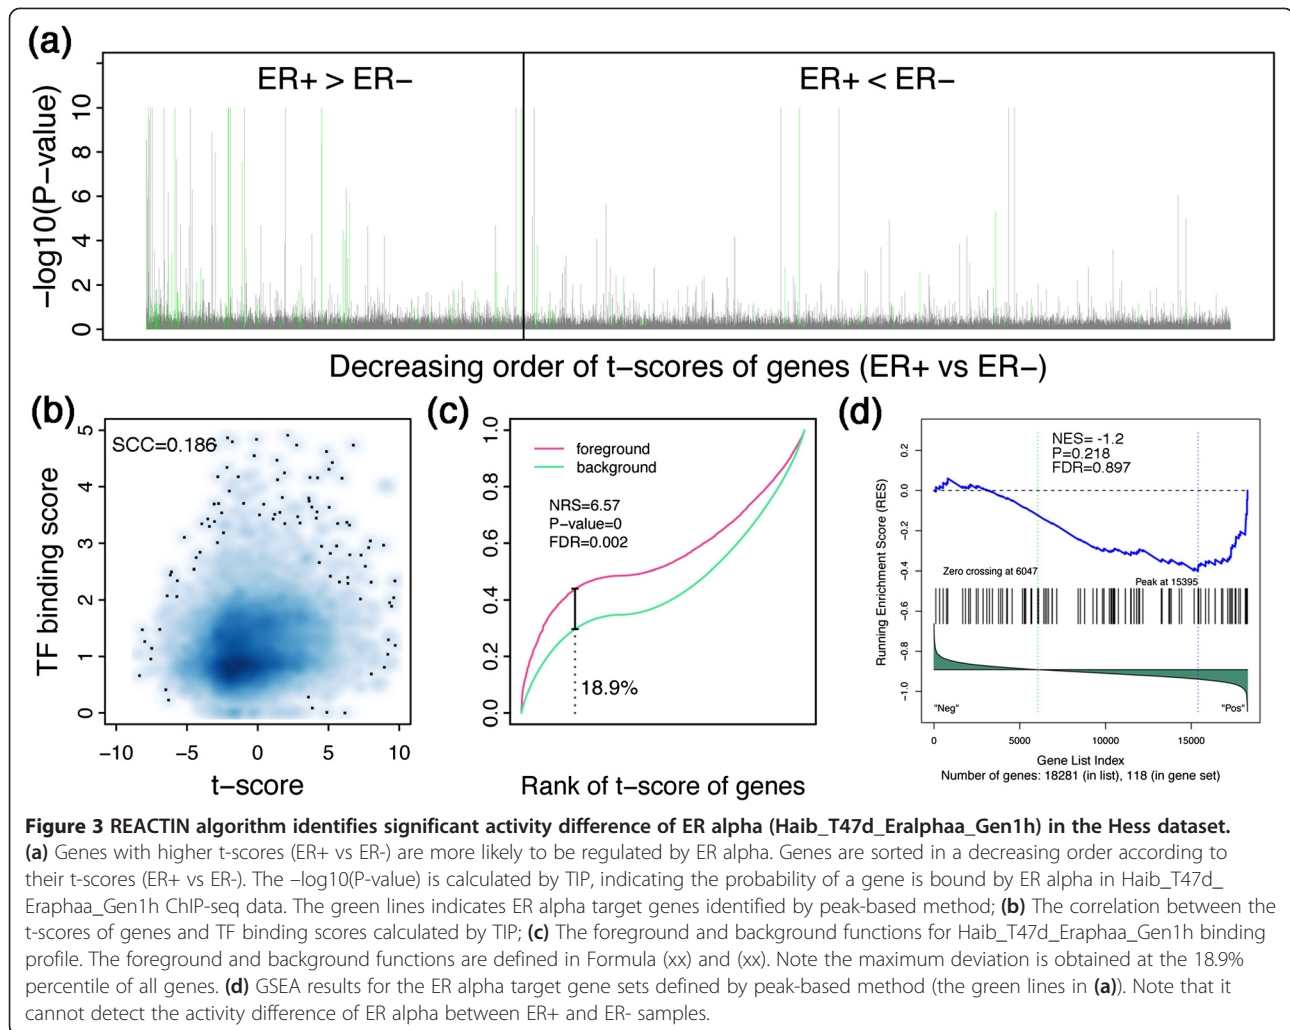 (a)
ER+ > ER−
ER+ < ER−
−log10(P−value)
10
8
6
4
2
0
Decreasing order of t−scores of genes (ER+ vs ER−)
(b)
SCC=0.186
TF binding score
5
4
3
2
1
0
−10
−5
0
5
10
t−score
(c)
foreground
background
NRS=6.57
P-value=0
FDR=0.002
18.9%
1.0
0.8
0.6
0.4
0.2
0.0
Rank of t−score of genes
(d)
NES= -1.2
P=0.218
FDR=0.897
Running Enrichment Score (RES)
0.2
0.0
-0.2
-0.4
-0.6
-0.8
-1.0
Zero crossing at 6047
Peak at 15395
"Neg"
"Pos"
0
5000
10000
15000
Gene List Index
Number of genes: 18281 (in list), 118 (in gene set)
Figure 3 REACTIN algorithm identifies significant activity difference of ER alpha (Haib_T47d_Eralphaa_Gen1h) in the Hess dataset.
(a) Genes with higher t-scores (ER+ vs ER-) are more likely to be regulated by ER alpha. Genes are sorted in a decreasing order according to
their t-scores (ER+ vs ER-). The –log10(P-value) is calculated by TIP, indicating the probability of a gene is bound by ER alpha in Haib_T47d_
Eraphaa_Gen1h ChIP-seq data. The green lines indicates ER alpha target genes identified by peak-based method; (b) The correlation between the
t-scores of genes and TF binding scores calculated by TIP; (c) The foreground and background functions for Haib_T47d_Eraphaa_Gen1h binding
profile. The foreground and background functions are defined in Formula (xx) and (xx). Note the maximum deviation is obtained at the 18.9%
percentile of all genes. (d) GSEA results for the ER alpha target gene sets defined by peak-based method (the green lines in (a)). Note that it
cannot detect the activity difference of ER alpha between ER+ and ER- samples.